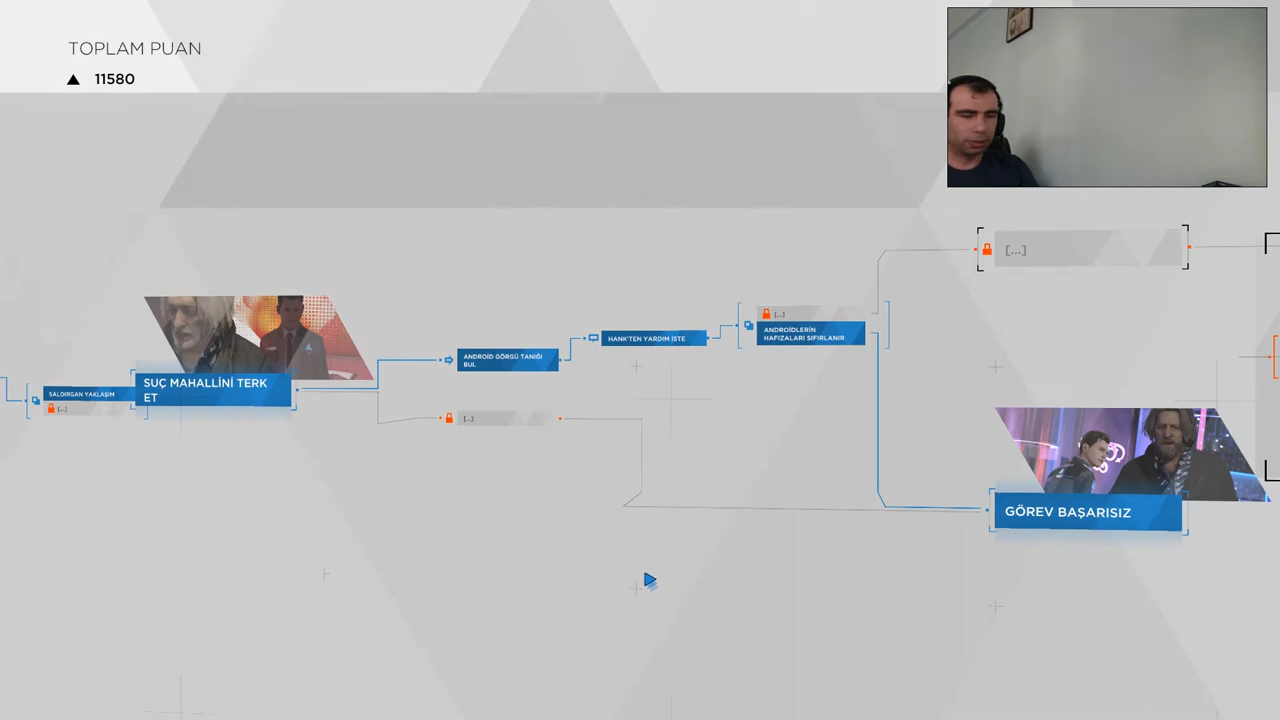 TOPLAM PUAN
11580
[...]
[...]
ANDROİDLERİN
HAFIZALARI SIFIRLANIR
HANK'TEN YARDIM İSTE
ANDROİD GÖRGÜ TANIĞI
BUL
SUÇ MAHALLİNİ TERK
ET
SALDIRGAN YAKLAŞIM
[...]
[...]
GÖREV BAŞARISIZ